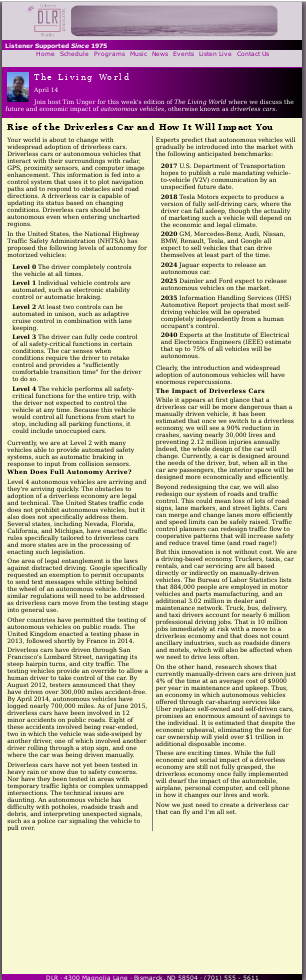 DLR
Radio
Listener Supported Since 1975
Home Schedule Programs Music News Events Listen Live Contact Us
The Living World
April 14
Join host Tim Unger for this week's edition of The Living World where we discuss the
future and economic impact of autonomous vehicles, otherwise known as driverless cars.
Rise of the Driverless Car and How It Will Impact You
Your world is about to change with
widespread adoption of driverless cars.
Driverless cars or autonomous vehicles that
interact with their surroundings with radar,
GPS, proximity sensors, and computer image
enhancement. This information is fed into a
control system that uses it to plot navigation
paths and to respond to obstacles and road
signs. A driverless car is capable of
updating its status based on changing
conditions. Driverless cars should be
autonomous even when entering uncharted
regions.
In the United States, the National Highway
Traffic Safety Administration (NHTSA) has
proposed the following levels of autonomy for
motorized vehicles:
Level 0 The driver completely controls
the vehicle at all times.
Level 1 Individual vehicle controls are
automated, such as electronic stability
control or automatic braking.
Level 2 At least two controls can be
automated in unison, such as adaptive
cruise control in combination with lane
keeping.
Level 3 The driver can fully code control
of all safety-critical functions in certain
conditions. The car senses when
conditions require the driver to retake
control and provides a "sufficiently
comfortable transition time" for the driver
to do so.
Level 4 The vehicle performs all safety-
critical functions for the entire trip, with
the driver not expected to control the
vehicle at any time. Because this vehicle
would control all functions from start to
stop, including all parking functions, it
could include unoccupied cars.
Currently, we are at Level 2 with many
vehicles able to provide automated safety
systems, such as automatic braking in
response to input from collision sensors.
When Does Full Autonomy Arrive?
Level 4 autonomous vehicles are arriving and
they're arriving quickly. The obstacles to
adoption of a driverless economy are legal
and technical. The United States traffic code
does not prohibit autonomous vehicles, but it
also does not specifically address them.
Several states, including Nevada, Florida,
California, and Michigan, have enacted traffic
rules specifically tailored to driverless cars
and more states are in the processing of
enacting such legislation.
One areas of legal entanglement is the laws
against distracted driving. Google specifically
requested an exemption to permit occupants
to send text messages while sitting behind
the wheel of an autonomous vehicle. Other
similar regulations will need to be addressed
as driverless cars move from the testing stage
into general use.
Other countries have permitted the testing of
autonomous vehicles on public roads. The
United Kingdom enacted a testing phase in
2013, followed shortly by France in 2014.
Driverless cars have driven through San
Francisco's Lombard Street, navigating its
steep hairpin turns, and city traffic. The
testing vehicles provide an override to allow a
human driver to take control of the car. By
August 2012, testers announced that they
have driven over 300,000 miles accident-free.
By April 2014, autonomous vehicles have
logged nearly 700,000 miles. As of June 2015,
driverless cars have been involved in 12
minor accidents on public roads. Eight of
these accidents involved being rear-ended,
two in which the vehicle was side-swiped by
another driver, one of which involved another
driver rolling through a stop sign, and one
where the car was being driven manually.
Driverless cars have not yet been tested in
heavy rain or snow due to safety concerns.
Nor have they been tested in areas with
temporary traffic lights or complex unmapped
intersections. The technical issues are
daunting. An autonomous vehicle has
difficulty with potholes, roadside trash and
debris, and interpreting unexpected signals,
such as a police car signaling the vehicle to
pull over.
Experts predict that autonomous vehicles will
gradually be introduced into the market with
the following anticipated benchmarks:
2017 U.S. Department of Transportation
hopes to publish a rule mandating vehicle-
to-vehicle (V2V) communication by an
unspecified future date.
2018 Tesla Motors expects to produce a
version of fully self-driving cars, where the
driver can fall asleep, though the actuality
of marketing such a vehicle will depend on
the economic and legal climate.
2020 GM, Mercedes-Benz, Audi, Nissan,
BMW, Renault, Tesla, and Google all
expect to sell vehicles that can drive
themselves at least part of the time.
2024 Jaguar expects to release an
autonomous car.
2025 Daimler and Ford expect to release
autonomous vehicles on the market.
2035 Information Handling Services (IHS)
Automotive Report projects that most self-
driving vehicles will be operated
completely independently from a human
occupant's control.
2040 Experts at the Institute of Electrical
and Electronics Engineers (IEEE) estimate
that up to 75% of all vehicles will be
autonomous.
Clearly, the introduction and widespread
adoption of autonomous vehicles will have
enormous repercussions.
The Impact of Driverless Cars
While it appears at first glance that a
driverless car will be more dangerous than a
manually driven vehicle, it has been
estimated that once we switch to a driverless
economy, we will see a 90% reduction in
crashes, saving nearly 30,000 lives and
preventing 2.12 million injuries annually.
Indeed, the whole design of the car will
change. Currently, a car is designed around
the needs of the driver, but, when all in the
car are passengers, the interior space will be
designed more economically and efficiently.
Beyond redesigning the car, we will also
redesign our system of roads and traffic
control. This could mean loss of lots of road
signs, lane markers, and street lights. Cars
can merge and change lanes more efficiently
and speed limits can be safely raised. Traffic
control planners can redesign traffic flow to
cooperative patterns that will increase safety
and reduce travel time (and road rage!)
But this innovation is not without cost. We are
a driving-based economy. Truckers, taxis, car
rentals, and car servicing are all based
directly or indirectly on manually-driven
vehicles. The Bureau of Labor Statistics lists
that 884,000 people are employed in motor
vehicles and parts manufacturing, and an
additional 3.02 million in dealer and
maintenance network. Truck, bus, delivery,
and taxi drivers account for nearly 6 million
professional driving jobs. That is 10 million
jobs immediately at risk with a move to a
driverless economy and that does not count
ancillary industries, such as roadside diners
and motels, which will also be affected when
we need to drive less often.
On the other hand, research shows that
currently manually-driven cars are driven just
4% of the time at an average cost of $9000
per year in maintenance and upkeep. Thus,
an economy in which autonomous vehicles
offered through car-sharing services like
Uber replace self-owned and self-driven cars,
promises an enormous amount of savings to
the individual. It is estimated that despite the
economic upheaval, eliminating the need for
car ownership will yield over $1 trillion in
additional disposable income.
These are exciting times. While the full
economic and social impact of a driverless
economy are still not fully grasped, the
driverless economy once fully implemented
will dwarf the impact of the automobile,
airplane, personal computer, and cell phone
in how it changes our lives and work.
Now we just need to create a driverless car
that can fly and I'm all set.
DLR · 4300 Magnolia Lane · Bismarck, ND 58504 · (701) 555 - 5611